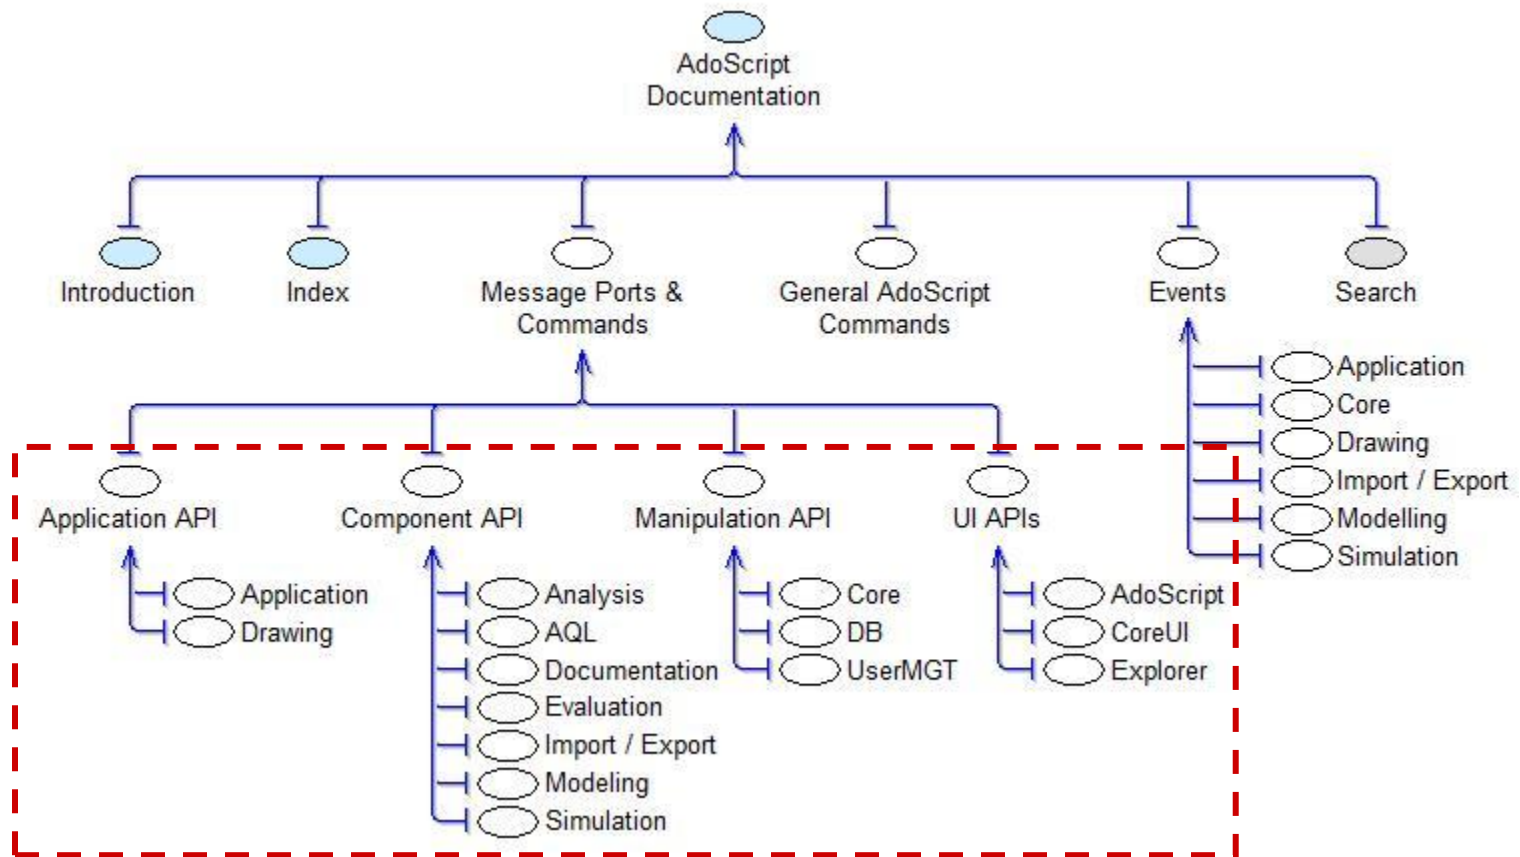 AdoScript
Documentation
Introduction
Index
Message Ports &
Commands
General AdoScript
Commands
Events
Search
Application
Core
Drawing
Import / Export
Modelling
Simulation
Application API
Application
Drawing
Component API
Analysis
AQL
Documentation
Evaluation
Import / Export
Modeling
Simulation
Manipulation API
Core
DB
UserMGT
UI APIs
AdoScript
CoreUI
Explorer